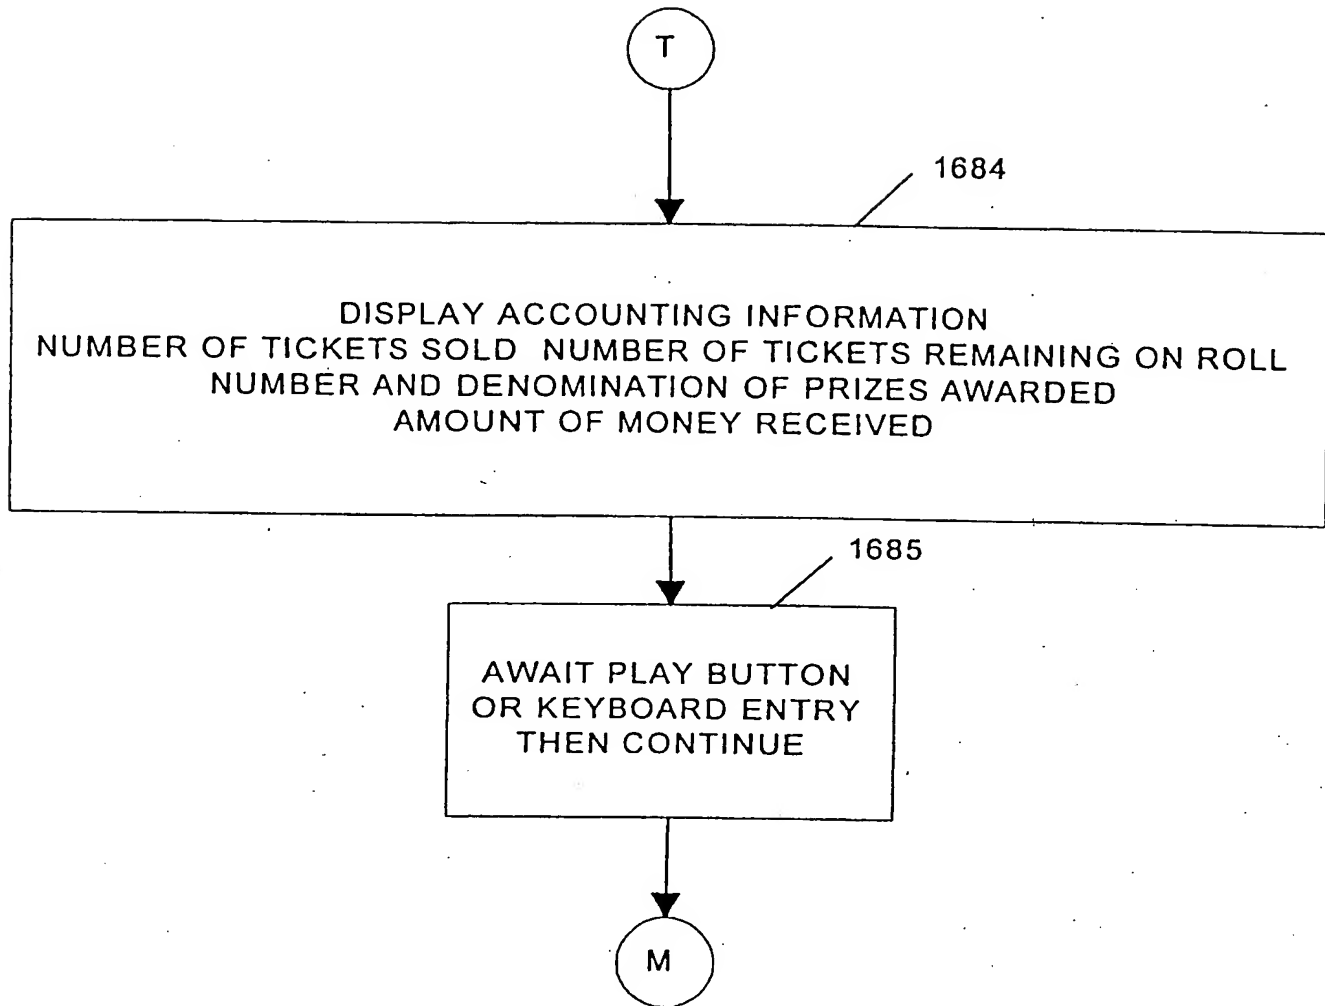 T
1684
DISPLAY ACCOUNTING INFORMATION
NUMBER OF TICKETS SOLD NUMBER OF TICKETS REMAINING ON ROLL
NUMBER AND DENOMINATION OF PRIZES AWARDED
AMOUNT OF MONEY RECEIVED
1685
AWAIT PLAY BUTTON
OR KEYBOARD ENTRY
THEN CONTINUE
M